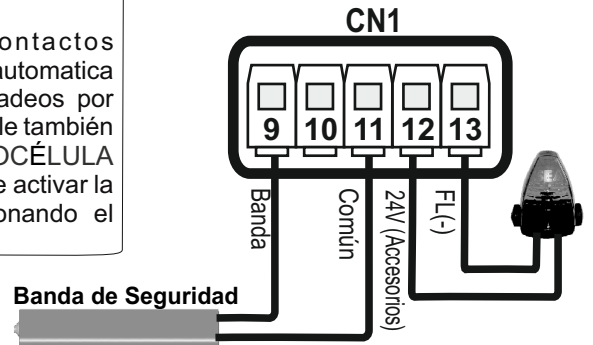 ontactos
automatica
adeos por
le también
OCÉLULA
e activar la
onando el
CN1
9 10 11 12 13
Banda
Común
24V (Accesorios)
FL(-)
Banda de Seguridad